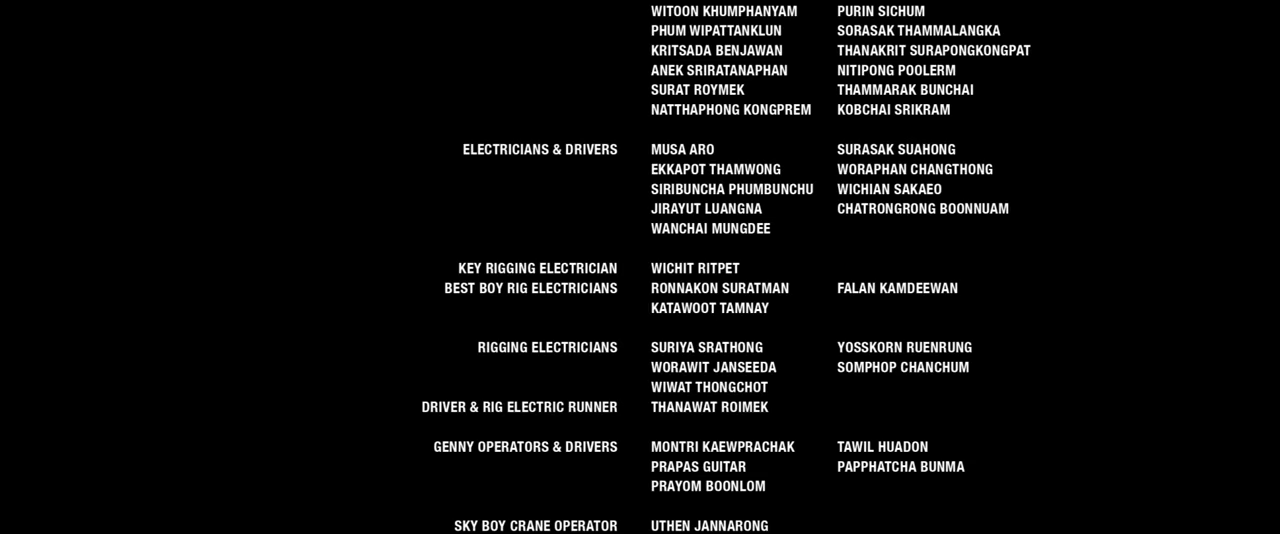 WITOON KHUMPHANYAM PURIN SICHUM
PHUM WIPATTANKLUN SORASAK THAMMALANGKA
KRITSADA BENJAWAN THANAKRIT SURAPONGKONGPAT
ANEK SRIRATANAPHAN NITIPONG POOLERM
SURAT ROYMEK THAMMARAK BUNCHAI
NATTHAPHONG KONGPREM KOBCHAI SRIKRAM
ELECTRICIANS & DRIVERS MUSA ARO SURASAK SUAHONG
EKKAPOT THAMWONG WORAPHAN CHANGTHONG
SIRIBUNCHA PHUMBUNCHU WICHIAN SAKAEO
JIRAYUT LUANGNA CHATRONGRONG BOONNUAM
WANCHAI MUNGDEE
KEY RIGGING ELECTRICIAN WICHIT RITPET
BEST BOY RIG ELECTRICIANS RONNAKON SURATMAN FALAN KAMDEEWAN
KATAWOOT TAMNAY
RIGGING ELECTRICIANS SURIYA SRATHONG YOSSKORN RUENRUNG
WORAWIT JANSEEDA SOMPHOP CHANCHUM
WIWAT THONGCHOT
DRIVER & RIG ELECTRIC RUNNER THANAWAT ROIMEK
GENNY OPERATORS & DRIVERS MONTRI KAEWPRACHAK TAWIL HUADON
PRAPAS GUITAR PAPPHATCHA BUNMA
PRAYOM BOONLOM
SKY BOY CRANE OPERATOR UTHEN JANNARONG